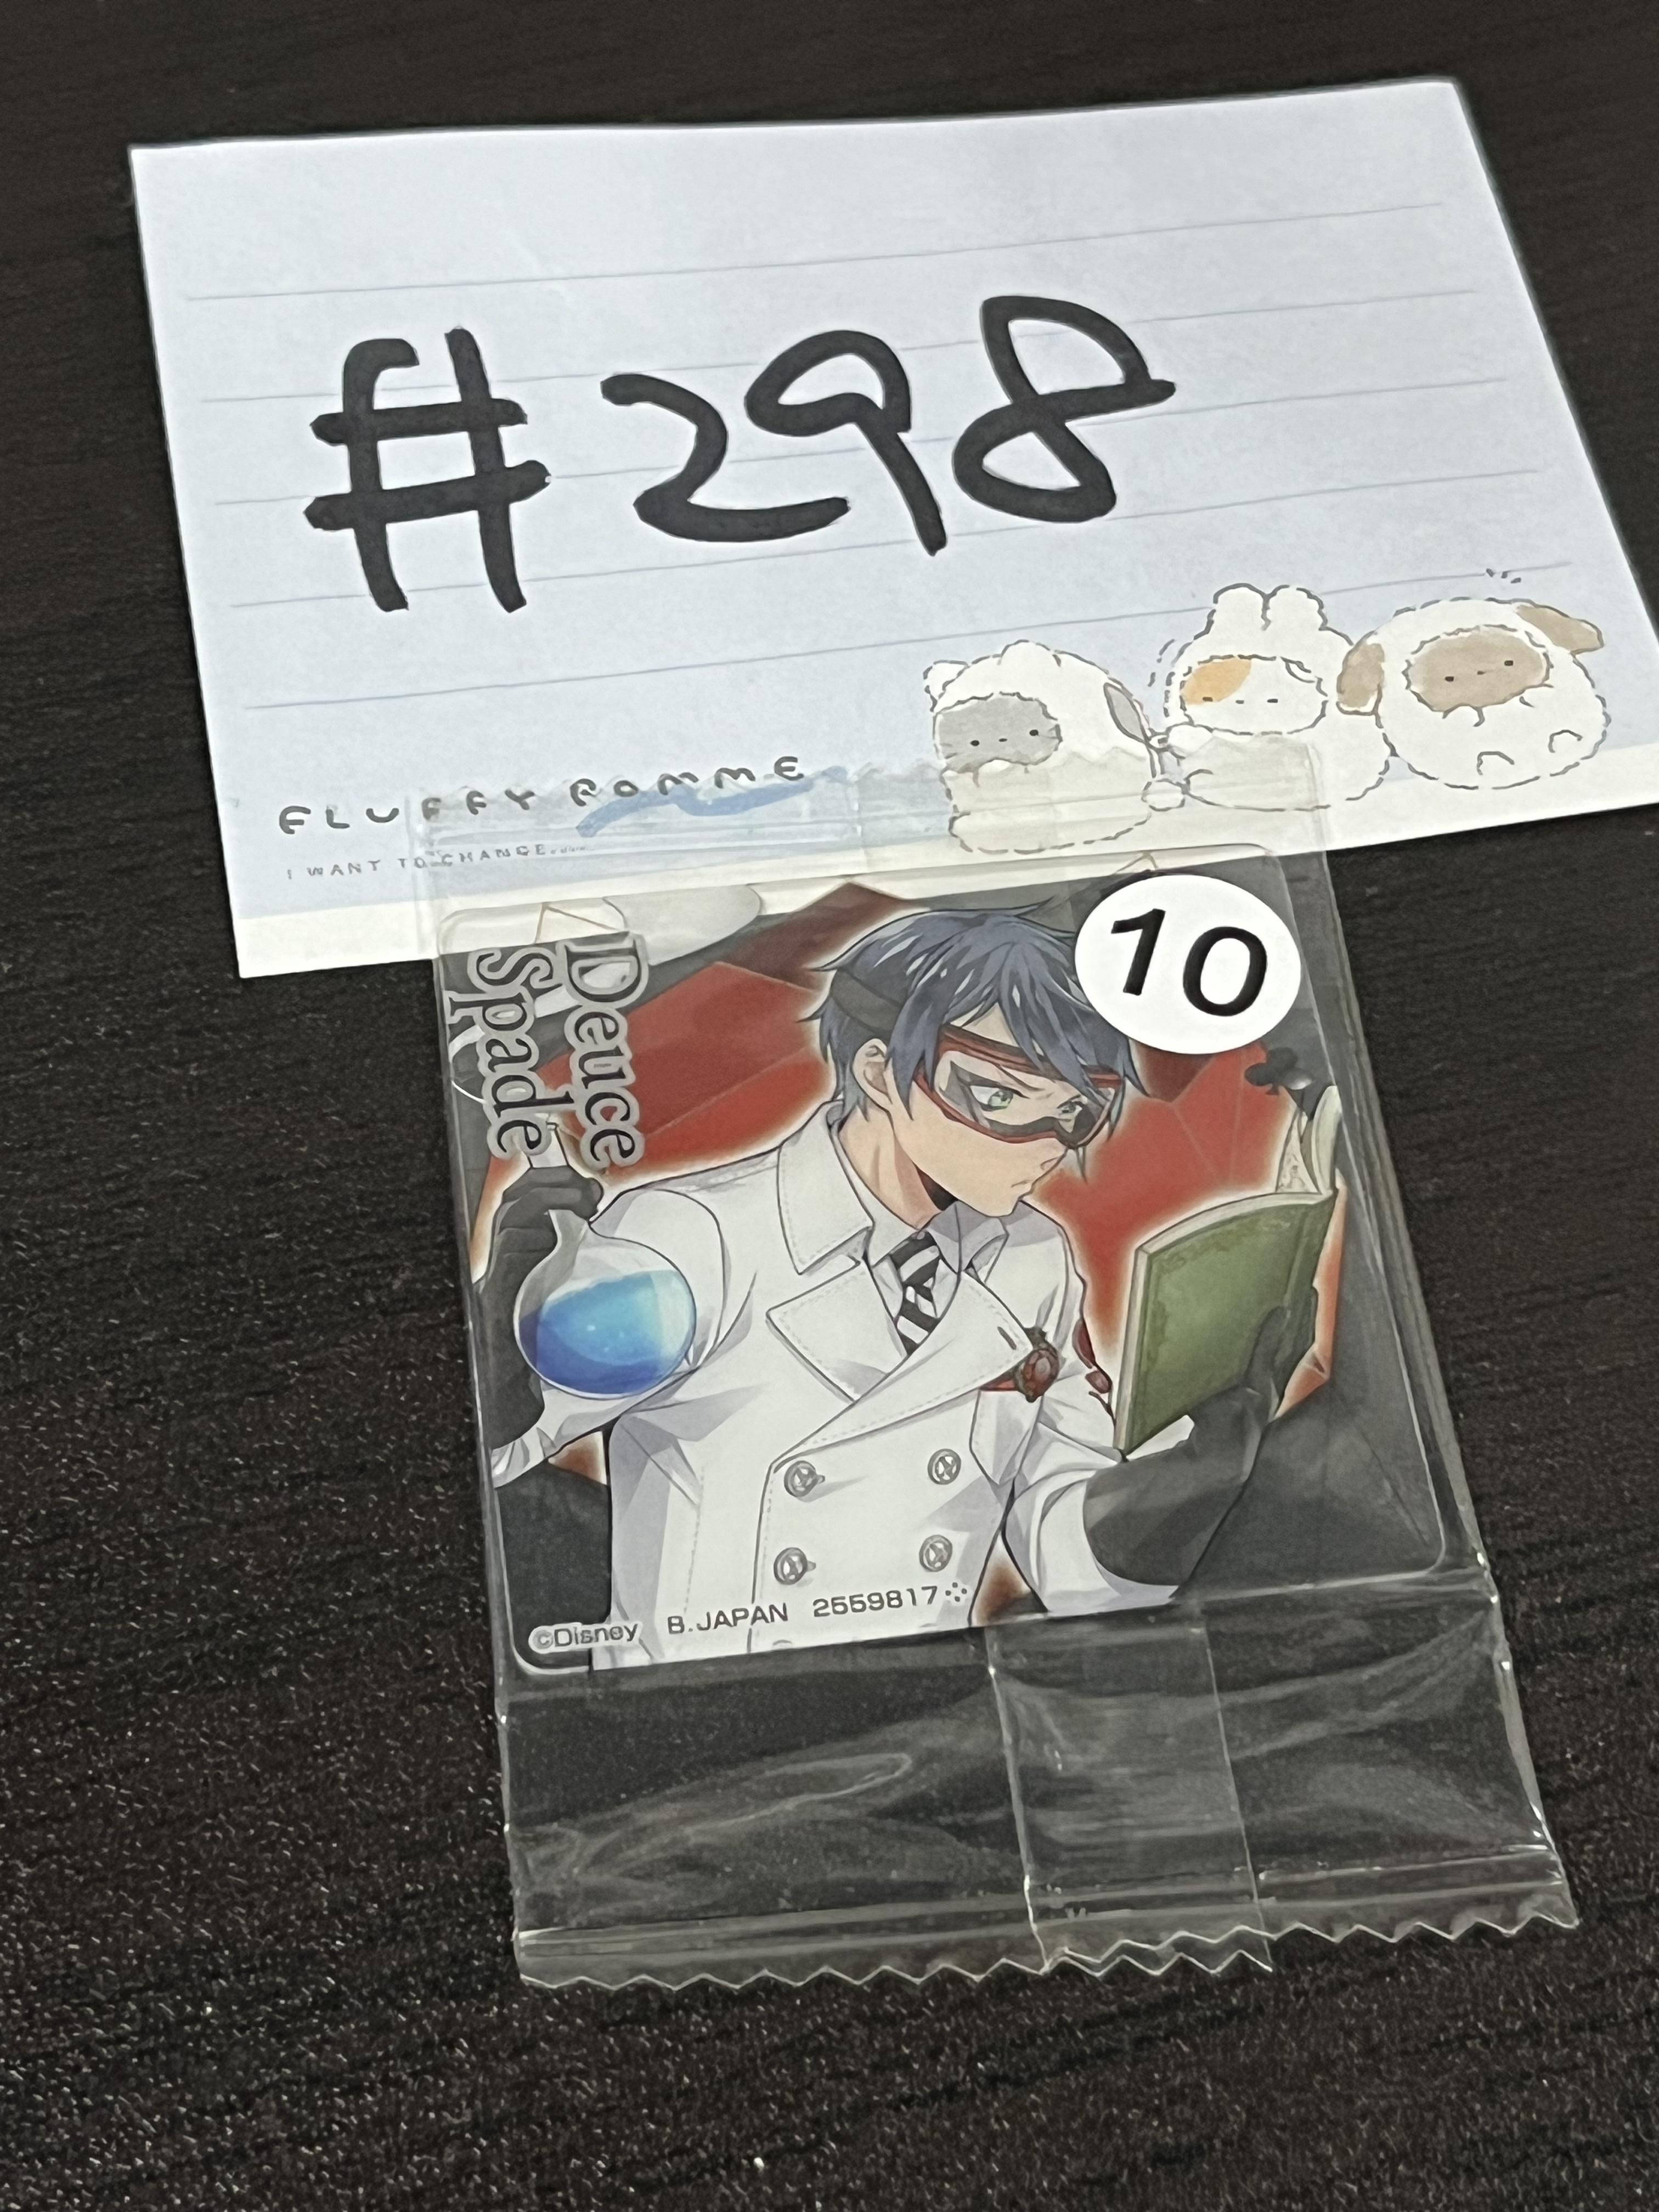 #298
FLUFFY POMME
I WANT TO CHANGE......
10
Deuce
Spade
©Disney B.JAPAN 2559817